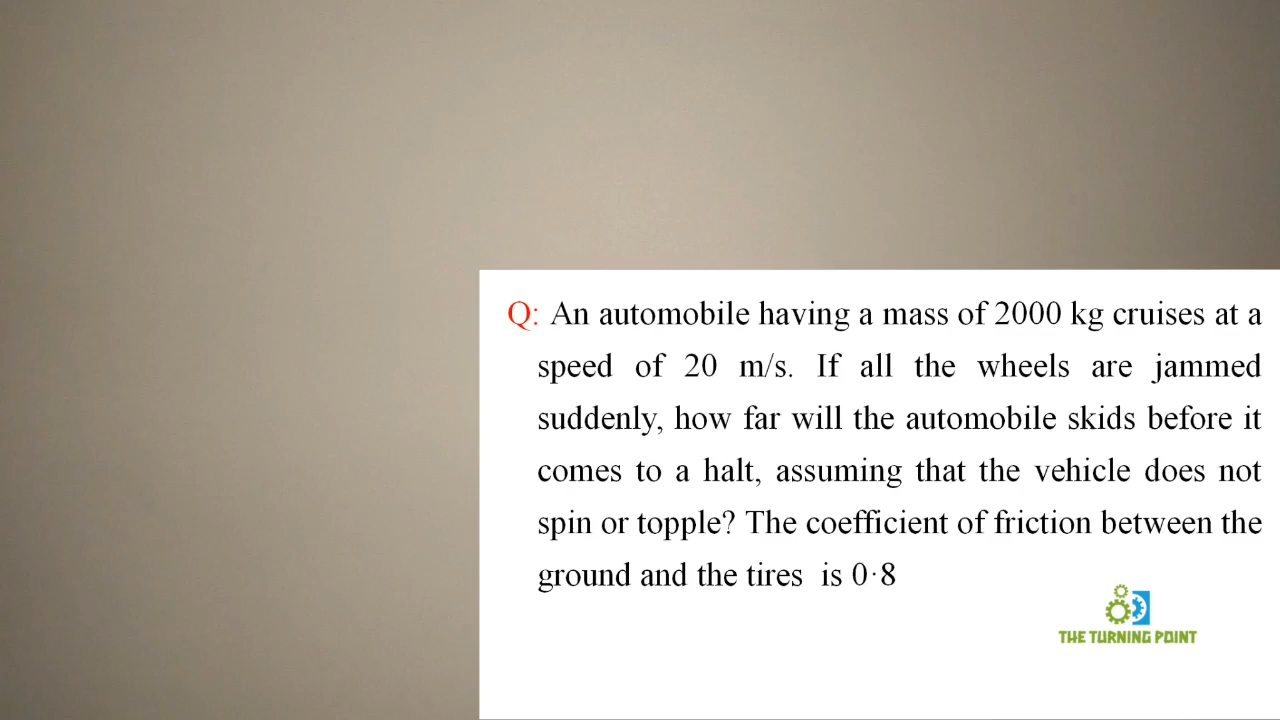 Q: An automobile having a mass of 2000 kg cruises at a
speed of 20 m/s. If all the wheels are jammed
suddenly, how far will the automobile skids before it
comes to a halt, assuming that the vehicle does not
spin or topple? The coefficient of friction between the
ground and the tires is 0·8
THE TURNING POINT